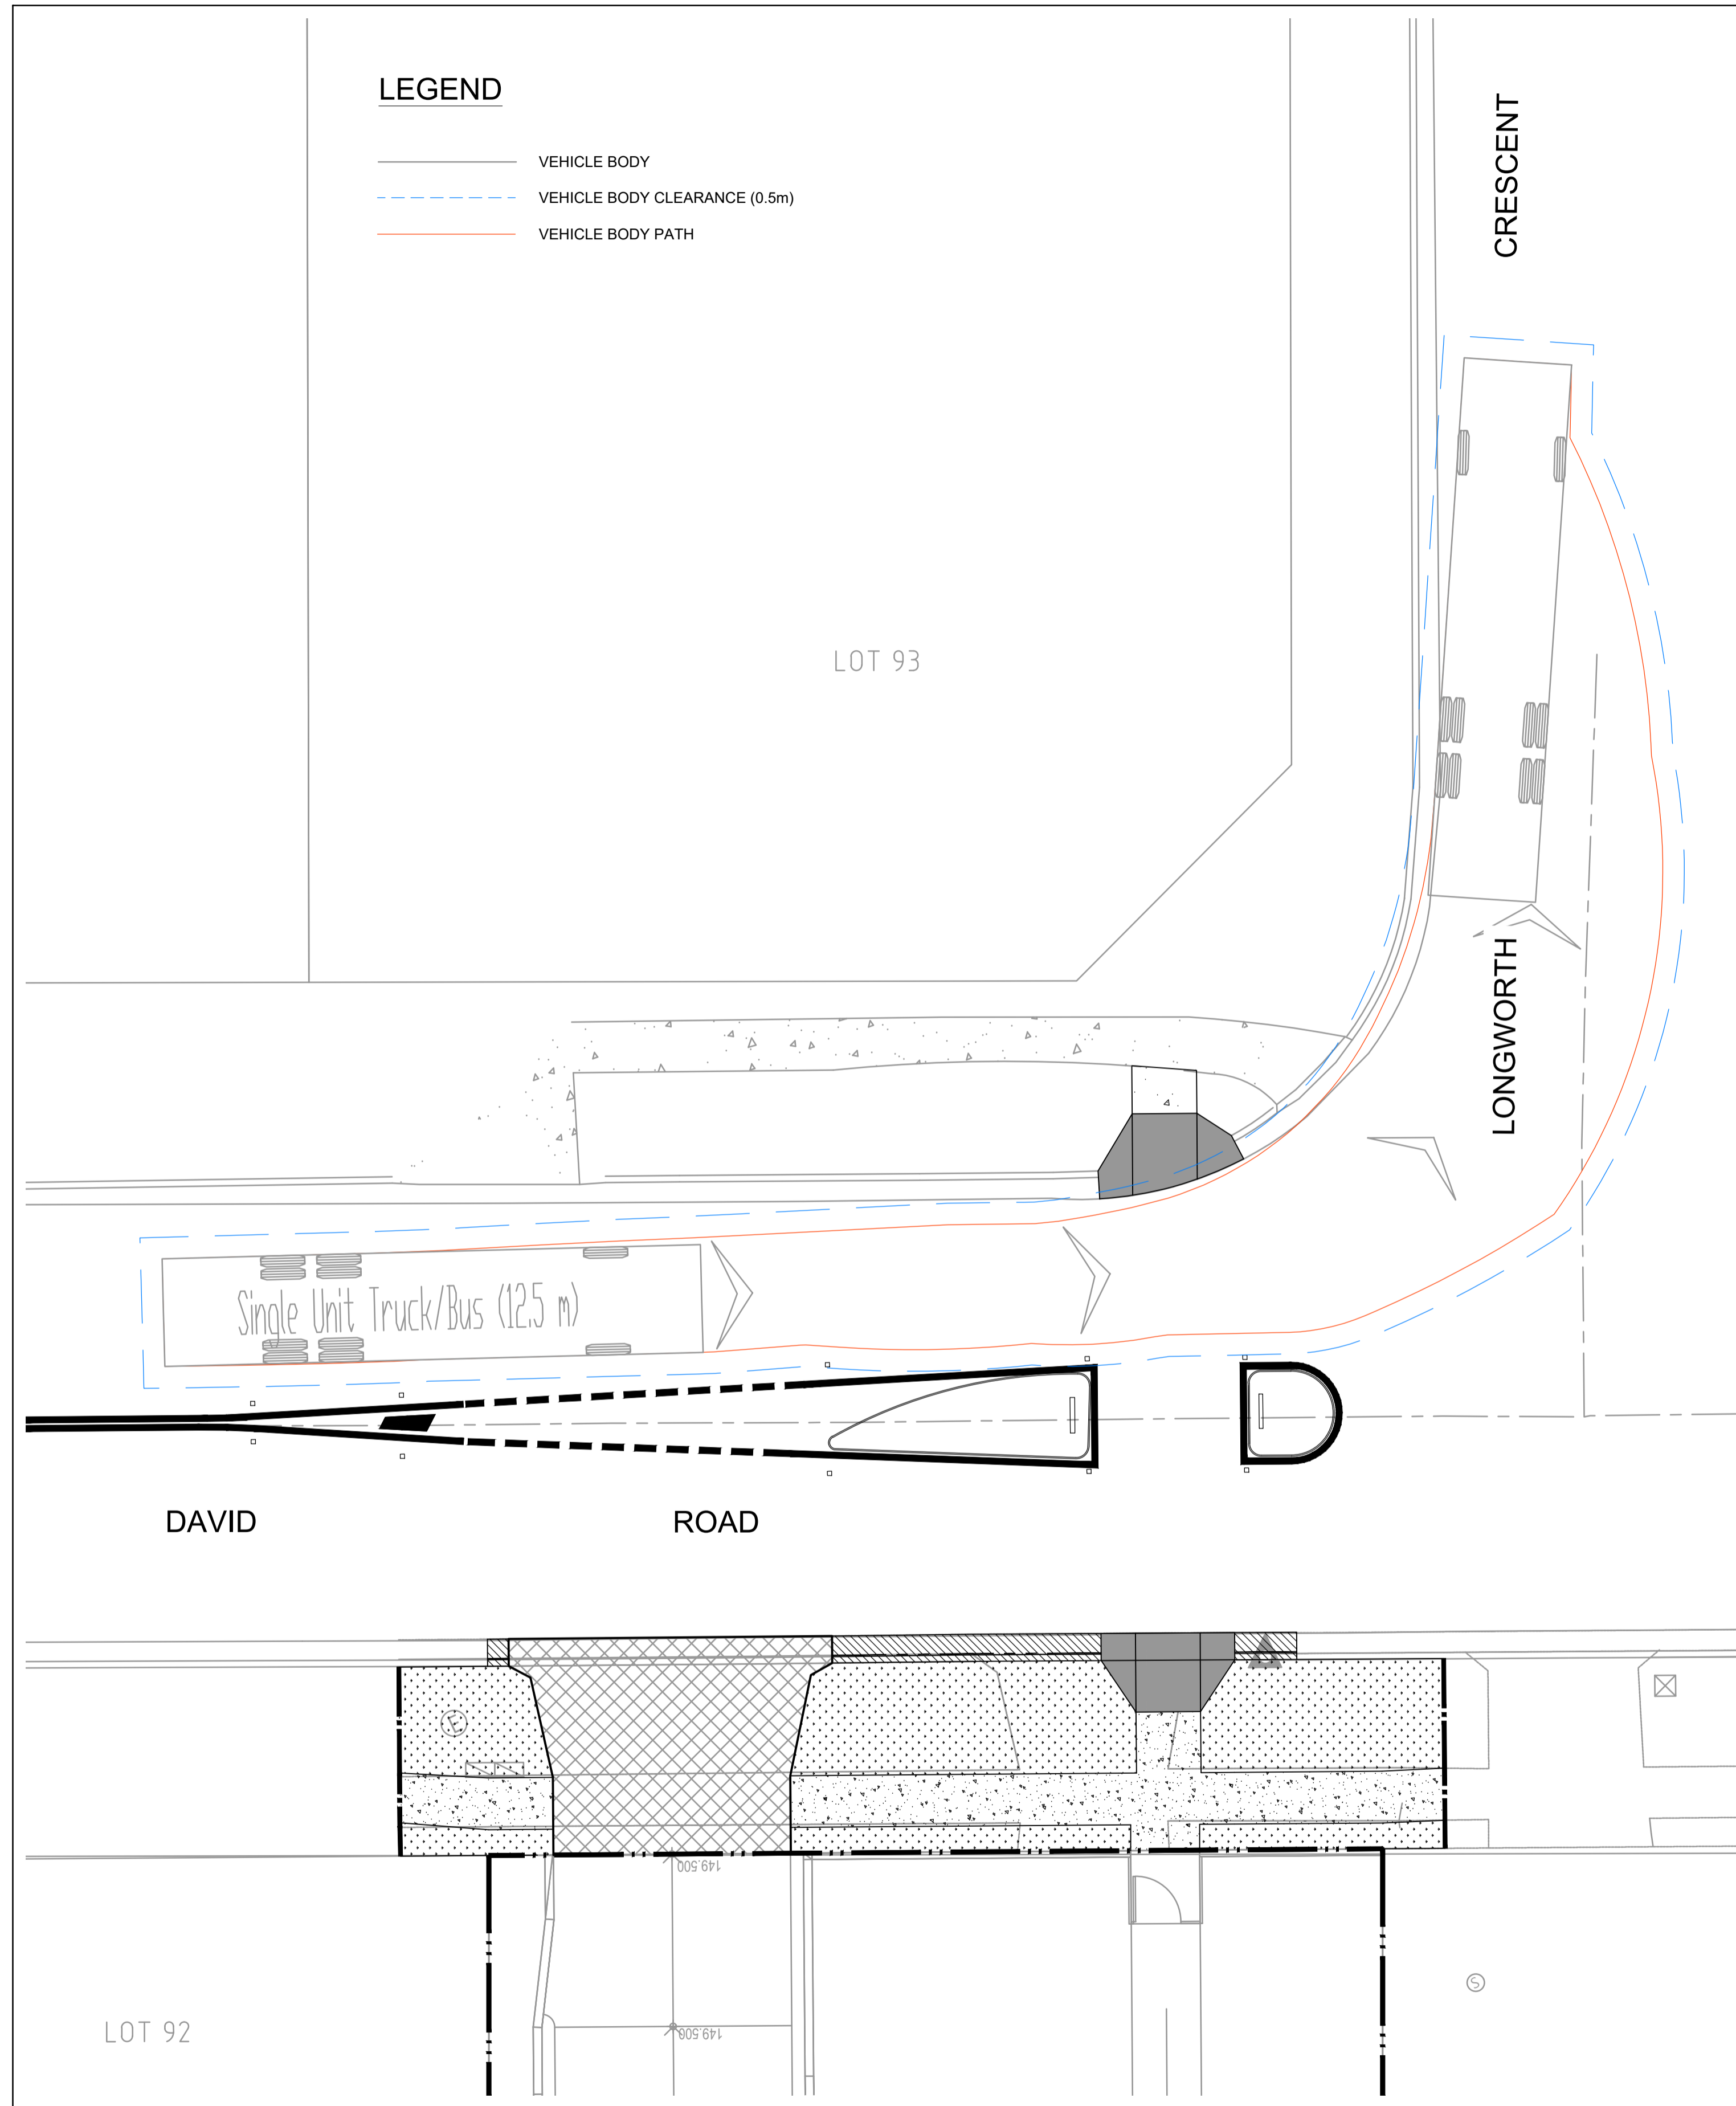 LEGEND
VEHICLE BODY
VEHICLE BODY CLEARANCE (0.5m)
VEHICLE BODY PATH
CRESCENT
LOT 93
LONGWORTH
Single Unit Truck/Bus (12.5 m)
DAVID ROAD
E
149.500
S
LOT 92
149.500